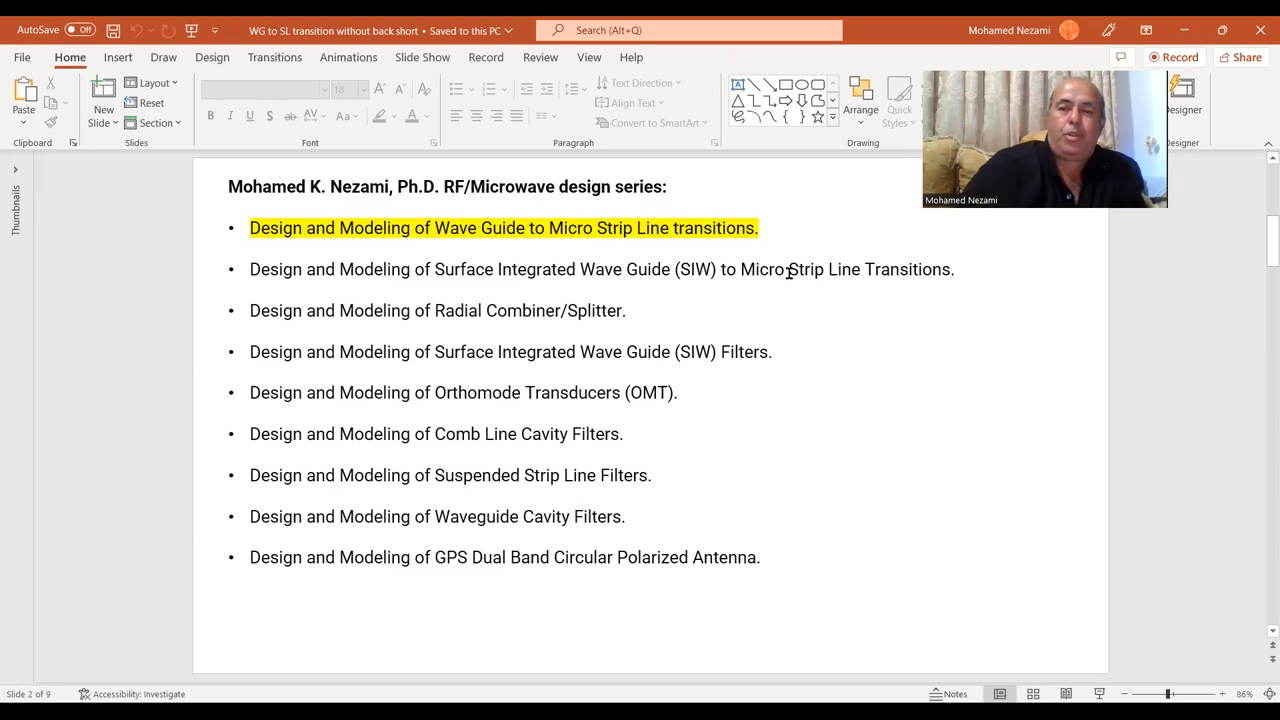 AutoSave Off
WG to SL transition without back short • Saved to this PC
Search (Alt+Q)
Mohamed Nezami
File Home Insert Draw Design Transitions Animations Slide Show Record Review View Help
Record Share
Paste
Clipboard
New
Slide
Layout
Reset
Section
Slides
18
Font
Text Direction
Align Text
Convert to SmartArt
Paragraph
Arrange
Quick
Styles
Drawing
Designer
Designer
Mohamed Nezami
Thumbnails
Mohamed K. Nezami, Ph.D. RF/Microwave design series:
• Design and Modeling of Wave Guide to Micro Strip Line transitions.
• Design and Modeling of Surface Integrated Wave Guide (SIW) to Micro Strip Line Transitions.
• Design and Modeling of Radial Combiner/Splitter.
• Design and Modeling of Surface Integrated Wave Guide (SIW) Filters.
• Design and Modeling of Orthomode Transducers (OMT).
• Design and Modeling of Comb Line Cavity Filters.
• Design and Modeling of Suspended Strip Line Filters.
• Design and Modeling of Waveguide Cavity Filters.
• Design and Modeling of GPS Dual Band Circular Polarized Antenna.
Slide 2 of 9 Accessibility: Investigate Notes 86%